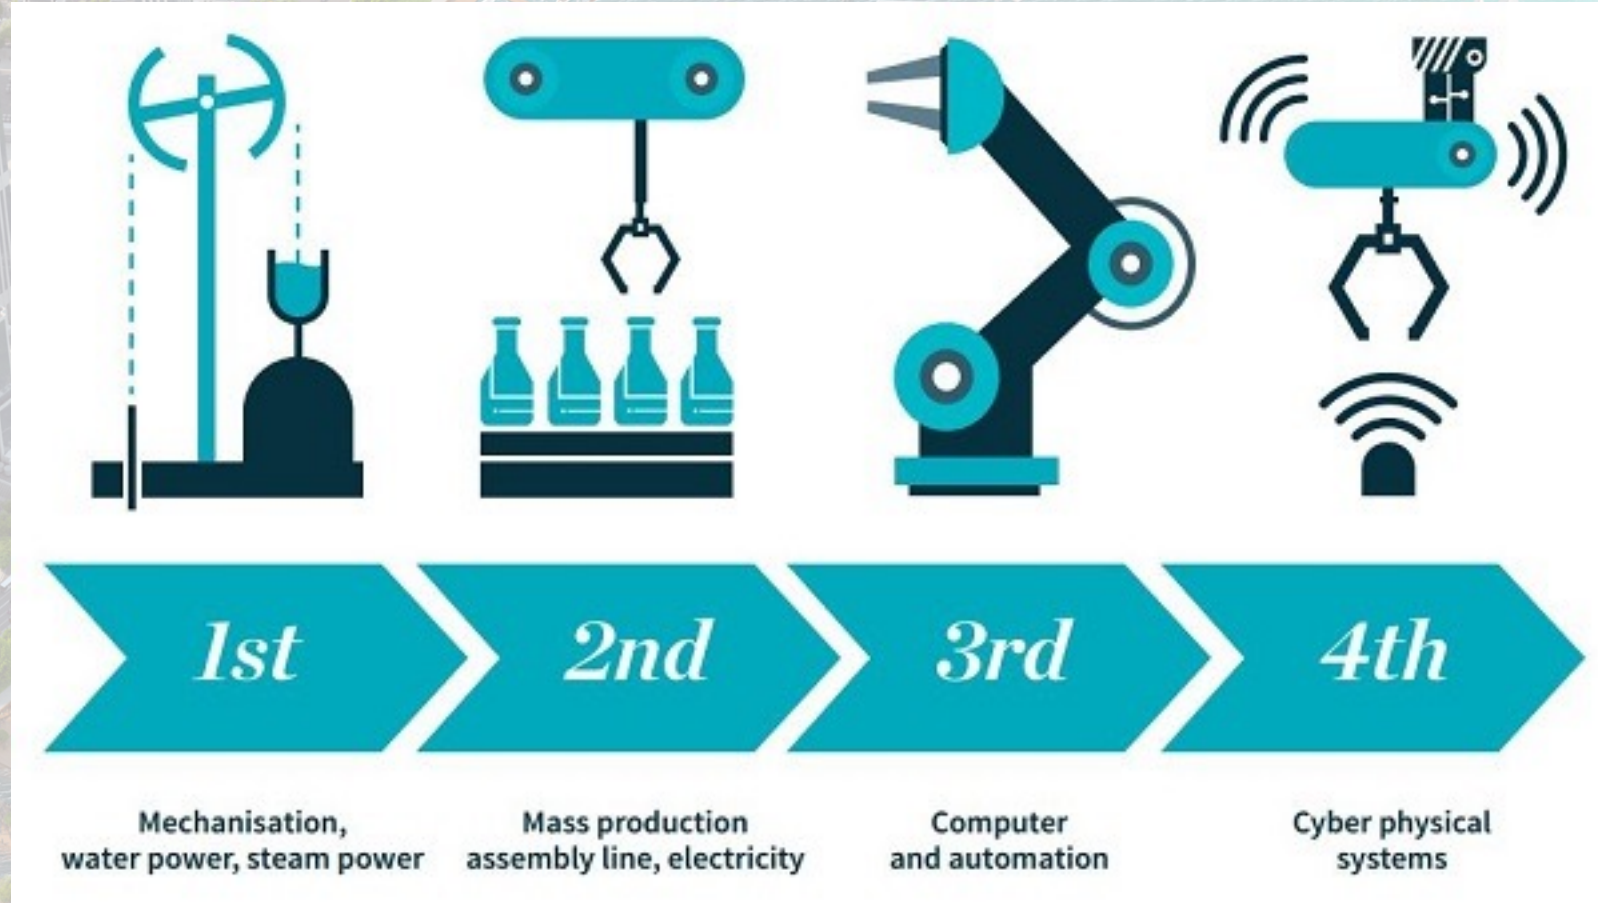 1st
2nd
3rd
4th
Mechanisation,
water power, steam power
Mass production
assembly line, electricity
Computer
and automation
Cyber physical
systems